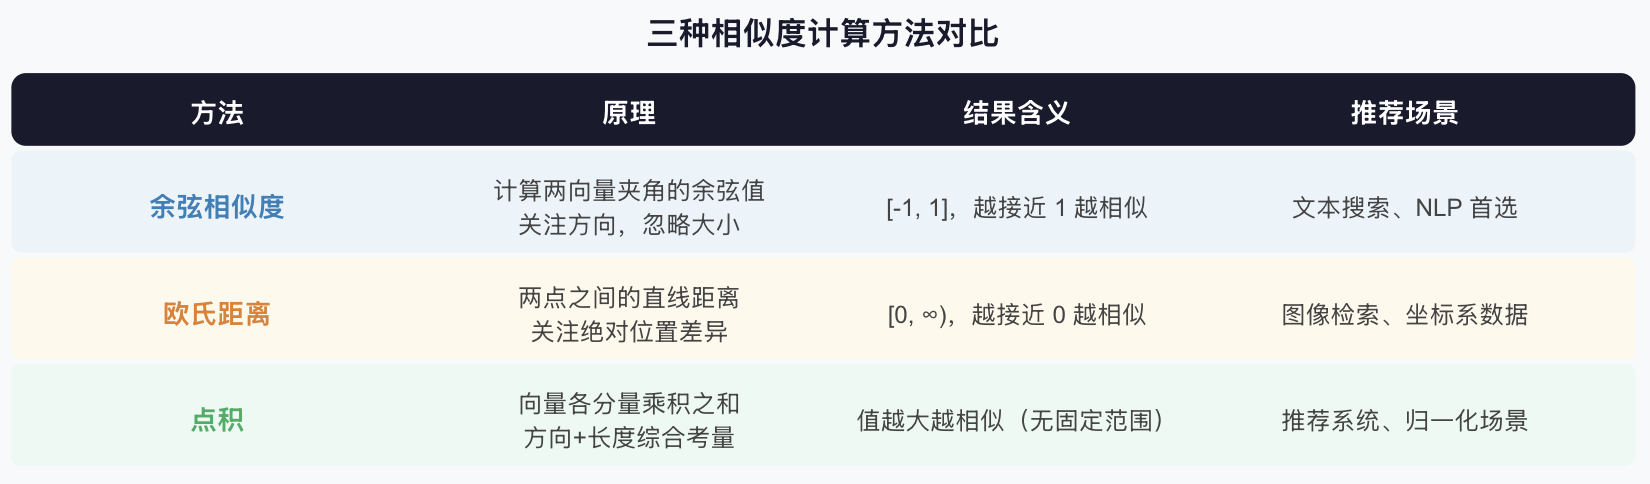 三种相似度计算方法对比
方法 原理 结果含义 推荐场景
余弦相似度
计算两向量夹角的余弦值
关注方向，忽略大小
[-1, 1]，越接近 1 越相似
文本搜索、NLP 首选
欧氏距离
两点之间的直线距离
关注绝对位置差异
[0, ∞)，越接近 0 越相似
图像检索、坐标系数据
点积
向量各分量乘积之和
方向+长度综合考量
值越大越相似（无固定范围）
推荐系统、归一化场景